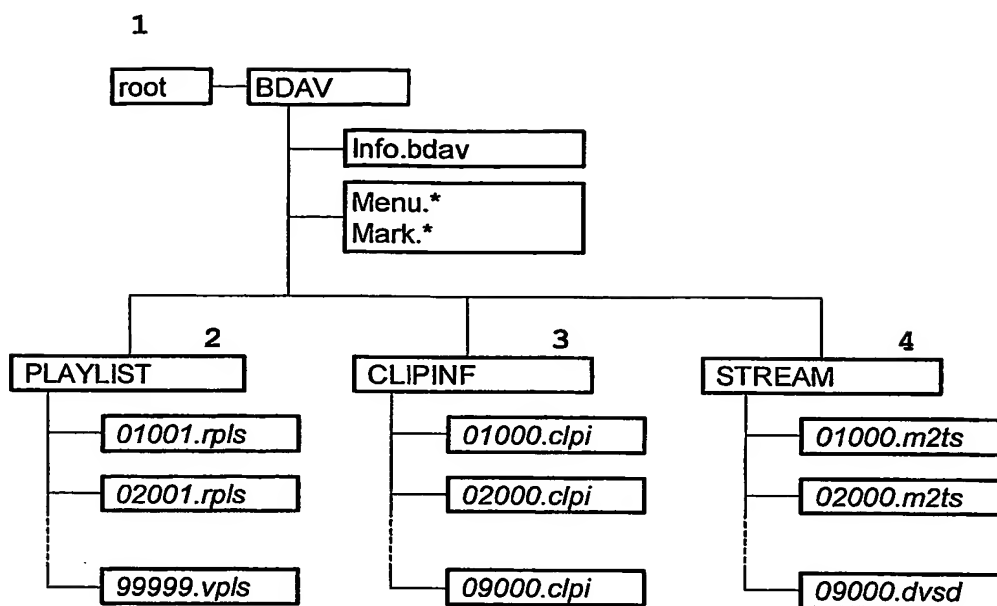 1
root
BDAV
Info.bdav
Menu.*
Mark.*
2
PLAYLIST
01001.rpls
02001.rpls
99999.vpls
3
CLIPINF
01000.clpi
02000.clpi
09000.clpi
4
STREAM
01000.m2ts
02000.m2ts
09000.dvsd